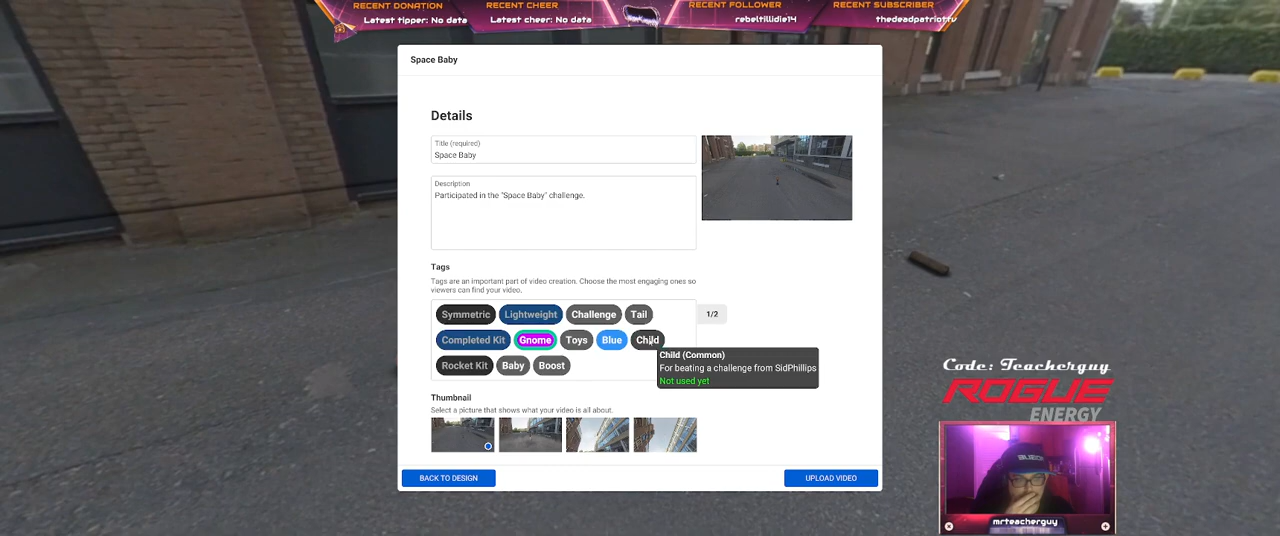 RECENT DONATION
Latest tipper: No data
RECENT CHEER
Latest cheer: No data
RECENT FOLLOWER
rebeltillidie14
RECENT SUBSCRIBER
thedeadpatriottv
Space Baby
Details
Title (required)
Space Baby
Description
Participated in the "Space Baby" challenge.
Tags
Tags are an important part of video creation. Choose the most engaging ones so
viewers can find your video.
Symmetric Lightweight Challenge Tail
1/2
Completed Kit Gnome Toys Blue Child
Rocket Kit Baby Boost
Child (Common)
For beating a challenge from SidPhillips
Not used yet
Thumbnail
Select a picture that shows what your video is all about.
BACK TO DESIGN
UPLOAD VIDEO
Code: Teacherguy
ROGUE
ENERGY
mrteacherguy